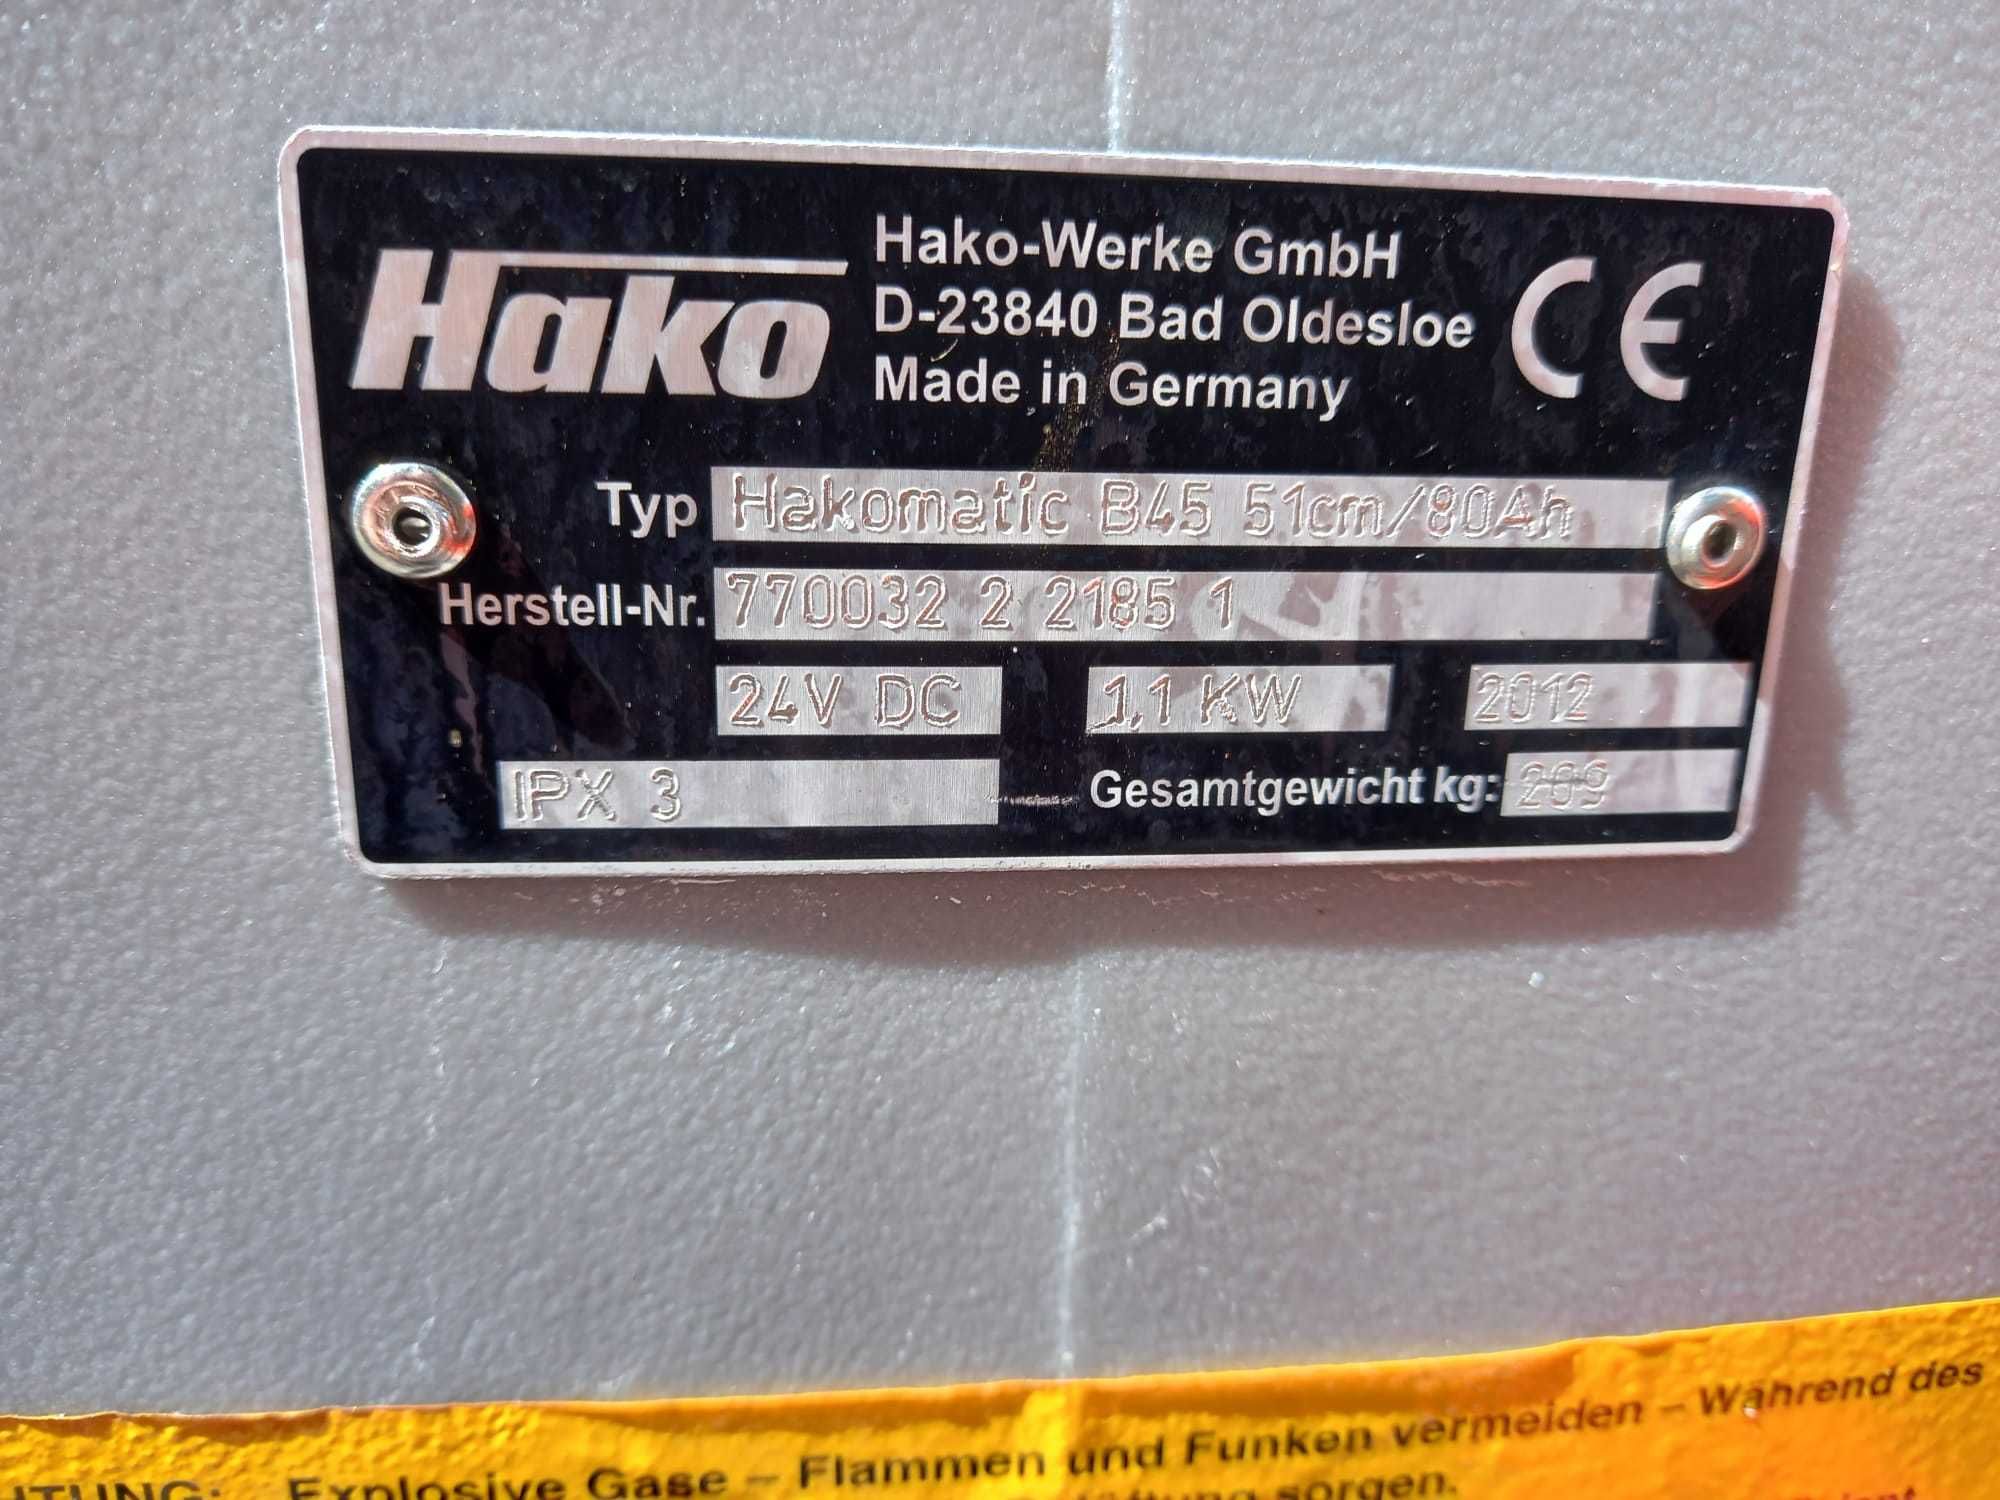 Hako
Hako-Werke GmbH
D-23840 Bad Oldesloe
Made in Germany
CE
Typ Hakomatic B45 51cm/80Ah
Herstell-Nr. 770032 2 2185 1
24V DC 1,1 KW 2012
IPX 3 Gesamtgewicht kg: 269
Explosive Gase – Flammen und Funken vermeiden – Während des
sorgen.